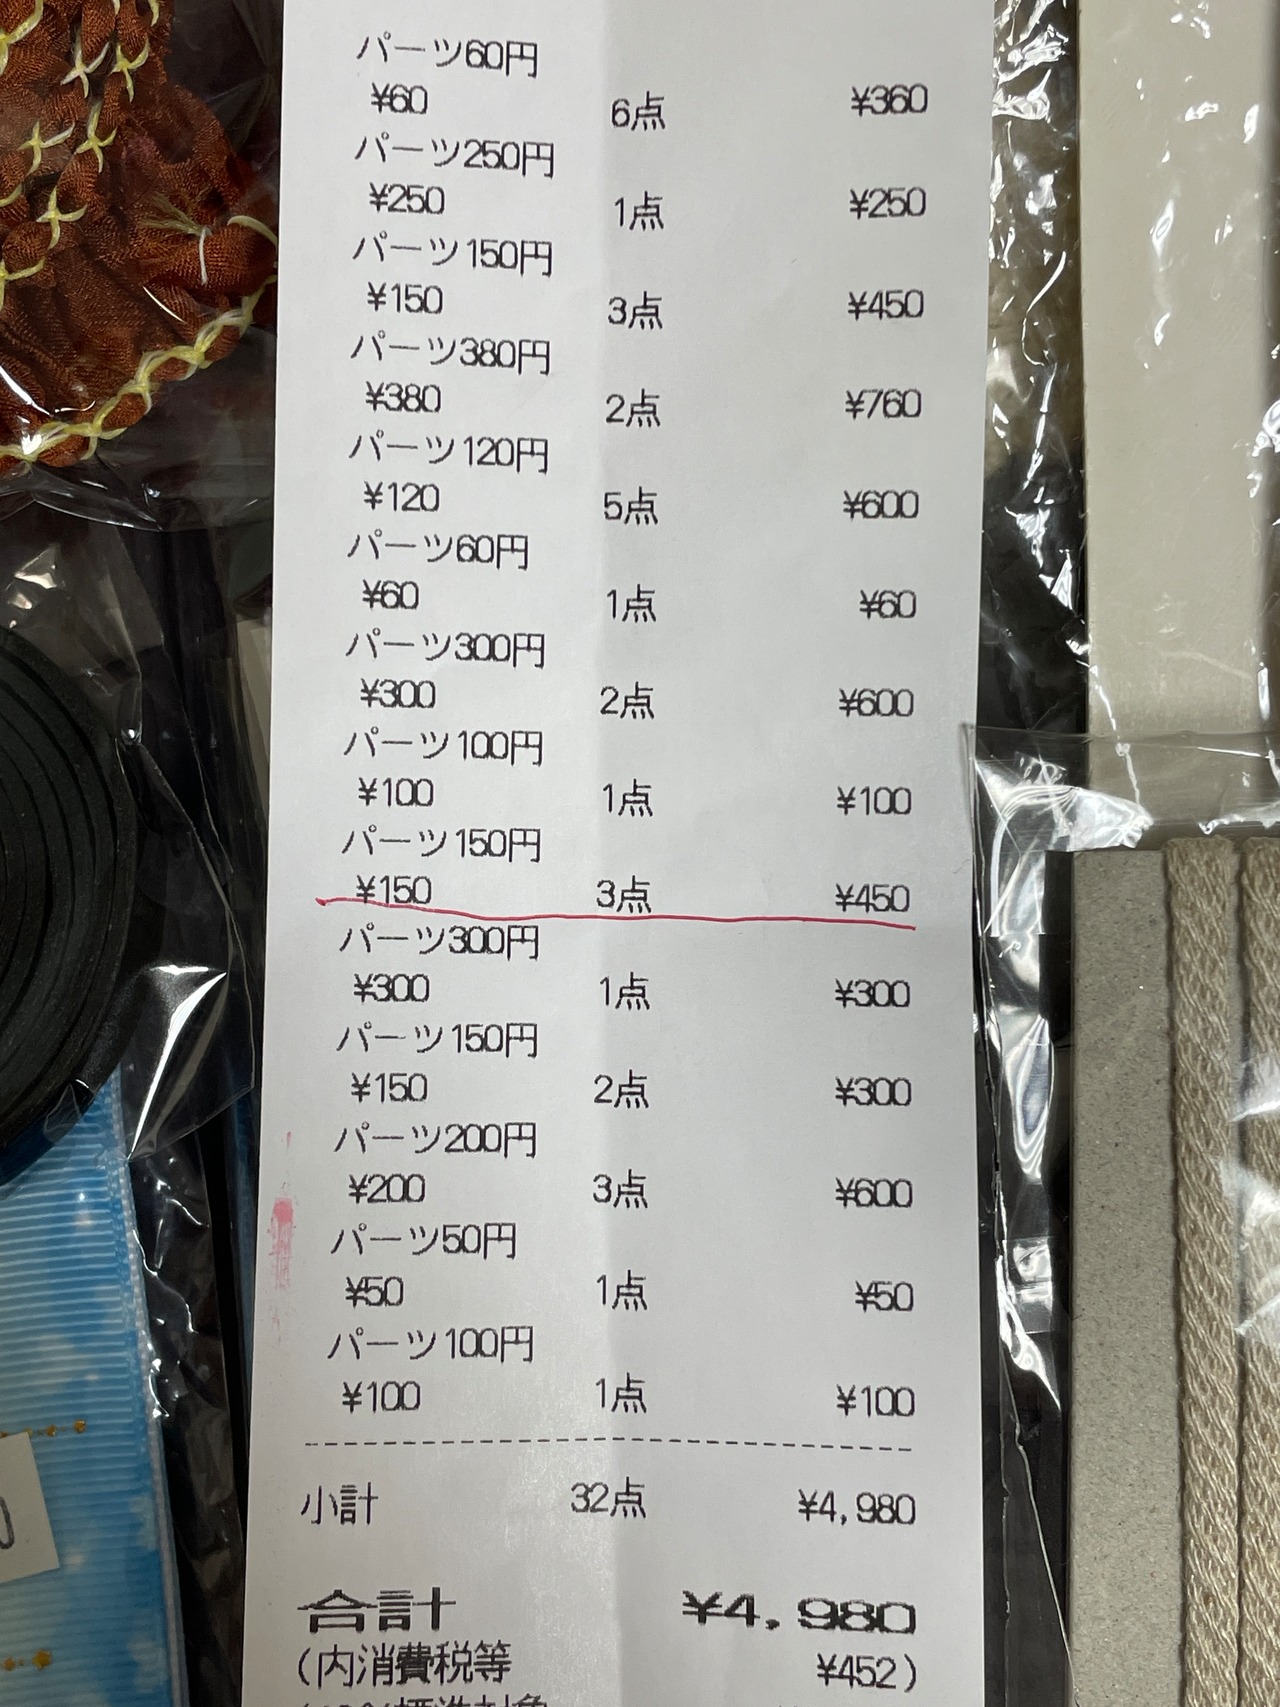 パーツ60円
¥60 6点 ¥360
パーツ250円
¥250 1点 ¥250
パーツ150円
¥150 3点 ¥450
パーツ380円
¥380 2点 ¥760
パーツ120円
¥120 5点 ¥600
パーツ60円
¥60 1点 ¥60
パーツ300円
¥300 2点 ¥600
パーツ100円
¥100 1点 ¥100
パーツ150円
¥150 3点 ¥450
パーツ300円
¥300 1点 ¥300
パーツ150円
¥150 2点 ¥300
パーツ200円
¥200 3点 ¥600
パーツ50円
¥50 1点 ¥50
パーツ100円
¥100 1点 ¥100
小計 32点 ¥4,980
合計 ¥4,980
(内消費税等 ¥452)